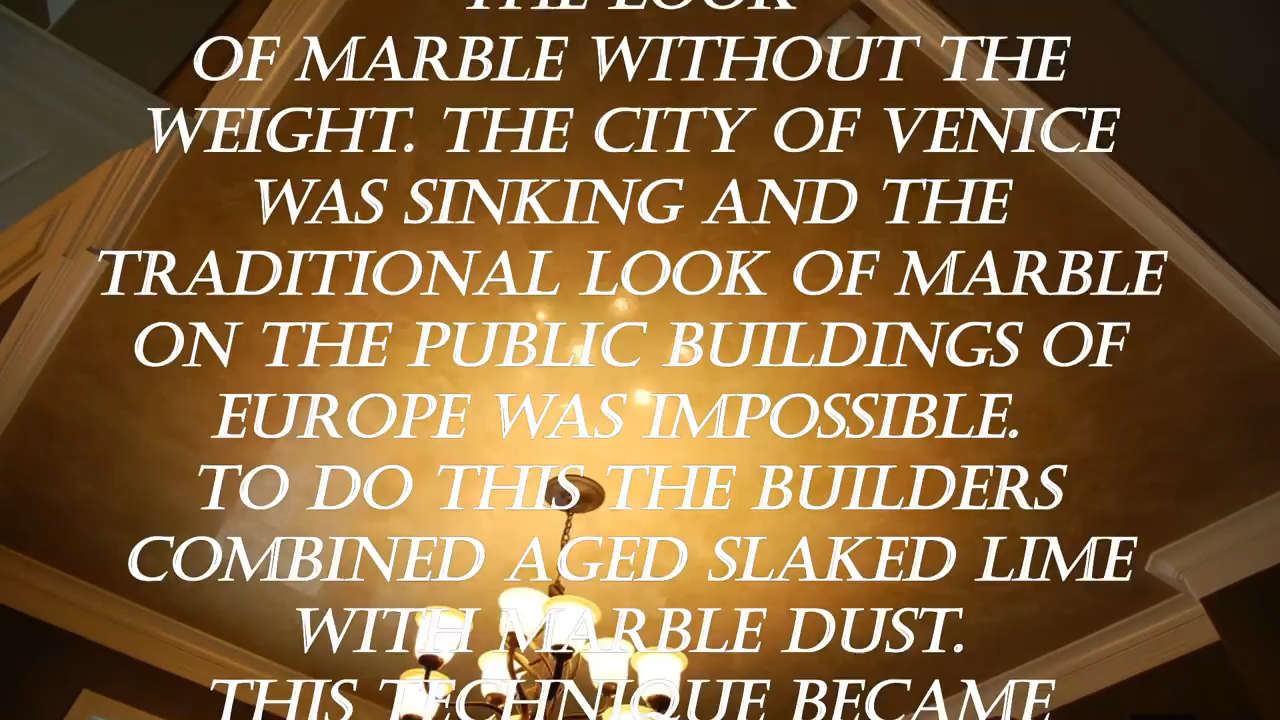 THE LOOK
OF MARBLE WITHOUT THE
WEIGHT. THE CITY OF VENICE
WAS SINKING AND THE
TRADITIONAL LOOK OF MARBLE
ON THE PUBLIC BUILDINGS OF
EUROPE WAS IMPOSSIBLE.
TO DO THIS THE BUILDERS
COMBINED AGED SLAKED LIME
WITH MARBLE DUST.
THIS TECHNIQUE BECAME